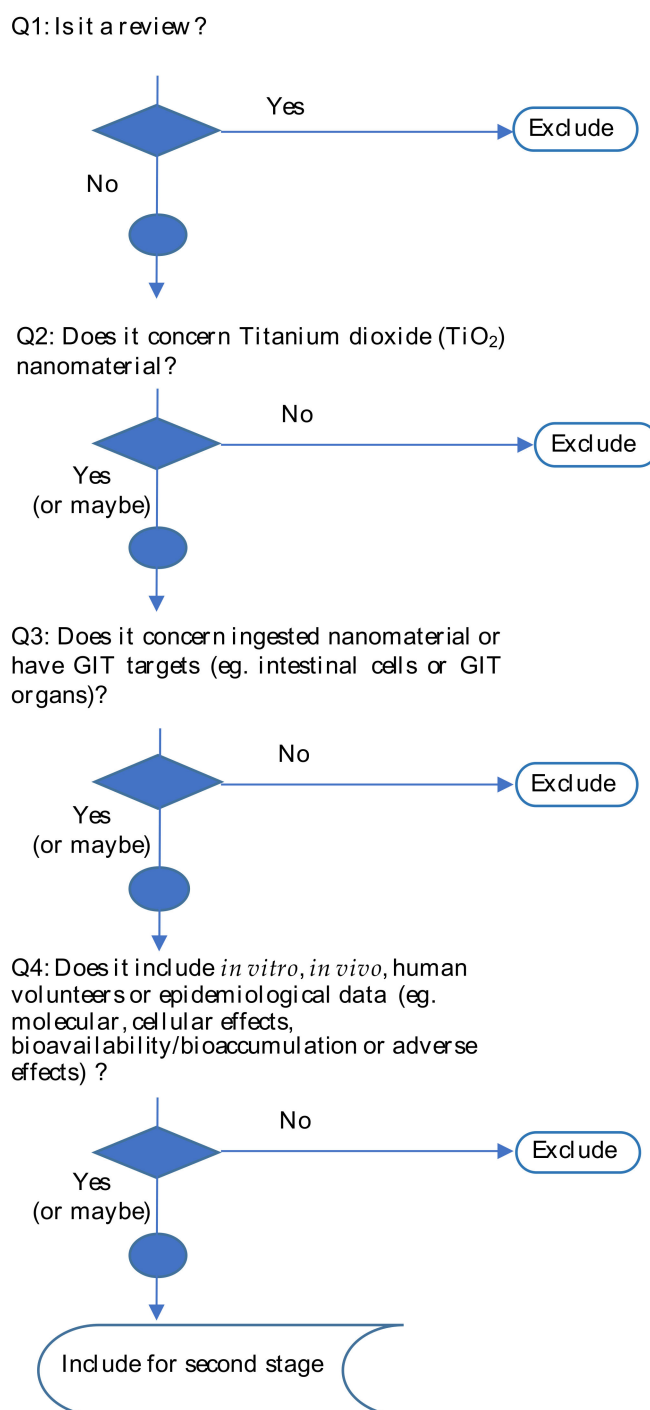 Q1: Is it a review?
Yes
Exclude
No
Q2: Does it concern Titanium dioxide (TiO₂)
nanomaterial?
No
Exclude
Yes
(or maybe)
Q3: Does it concern ingested nanomaterial or
have GIT targets (eg. intestinal cells or GIT
organs)?
No
Exclude
Yes
(or maybe)
Q4: Does it include in vitro, in vivo, human
volunteers or epidemiological data (eg.
molecular, cellular effects,
bioavailability/bioaccumulation or adverse
effects) ?
No
Exclude
Yes
(or maybe)
Include for second stage